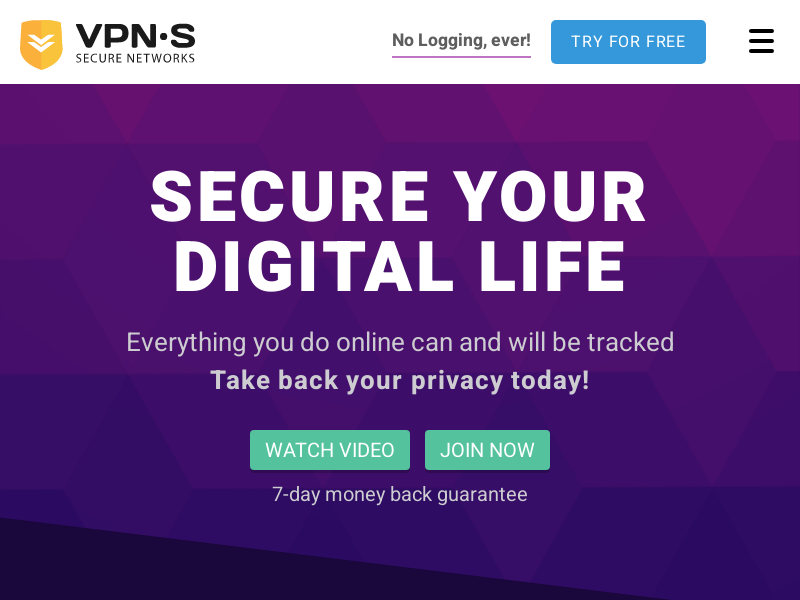 VPN•S
SECURE NETWORKS
No Logging, ever!
TRY FOR FREE
SECURE YOUR
DIGITAL LIFE
Everything you do online can and will be tracked
Take back your privacy today!
WATCH VIDEO
JOIN NOW
7-day money back guarantee